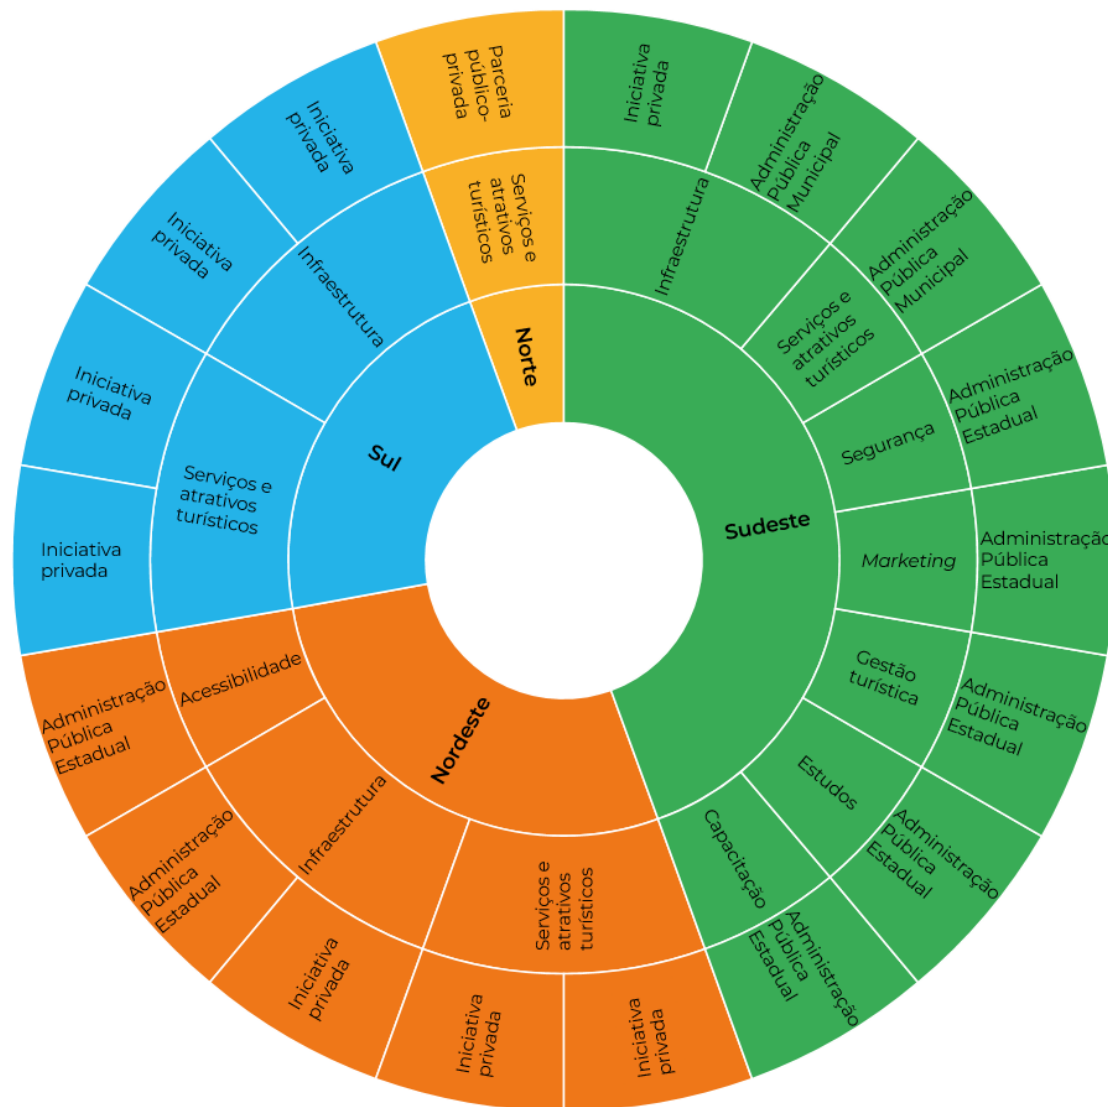 Sudeste
Infraestrutura
Iniciativa
privada
Administração
Pública
Municipal
Serviços e
atrativos
turísticos
Administração
Pública
Municipal
Segurança
Administração
Pública
Estadual
Marketing
Administração
Pública
Estadual
Gestão
turística
Administração
Pública
Estadual
Estudos
Administração
Pública
Estadual
Capacitação
Administração
Pública
Estadual
Nordeste
Serviços e
atrativos
turísticos
Iniciativa
privada
Iniciativa
privada
Infraestrutura
Iniciativa
privada
Administração
Pública
Estadual
Acessibilidade
Administração
Pública
Estadual
Sul
Serviços e
atrativos
turísticos
Iniciativa
privada
Iniciativa
privada
Infraestrutura
Iniciativa
privada
Iniciativa
privada
Norte
Serviços e
atrativos
turísticos
Parceria
público-
privada